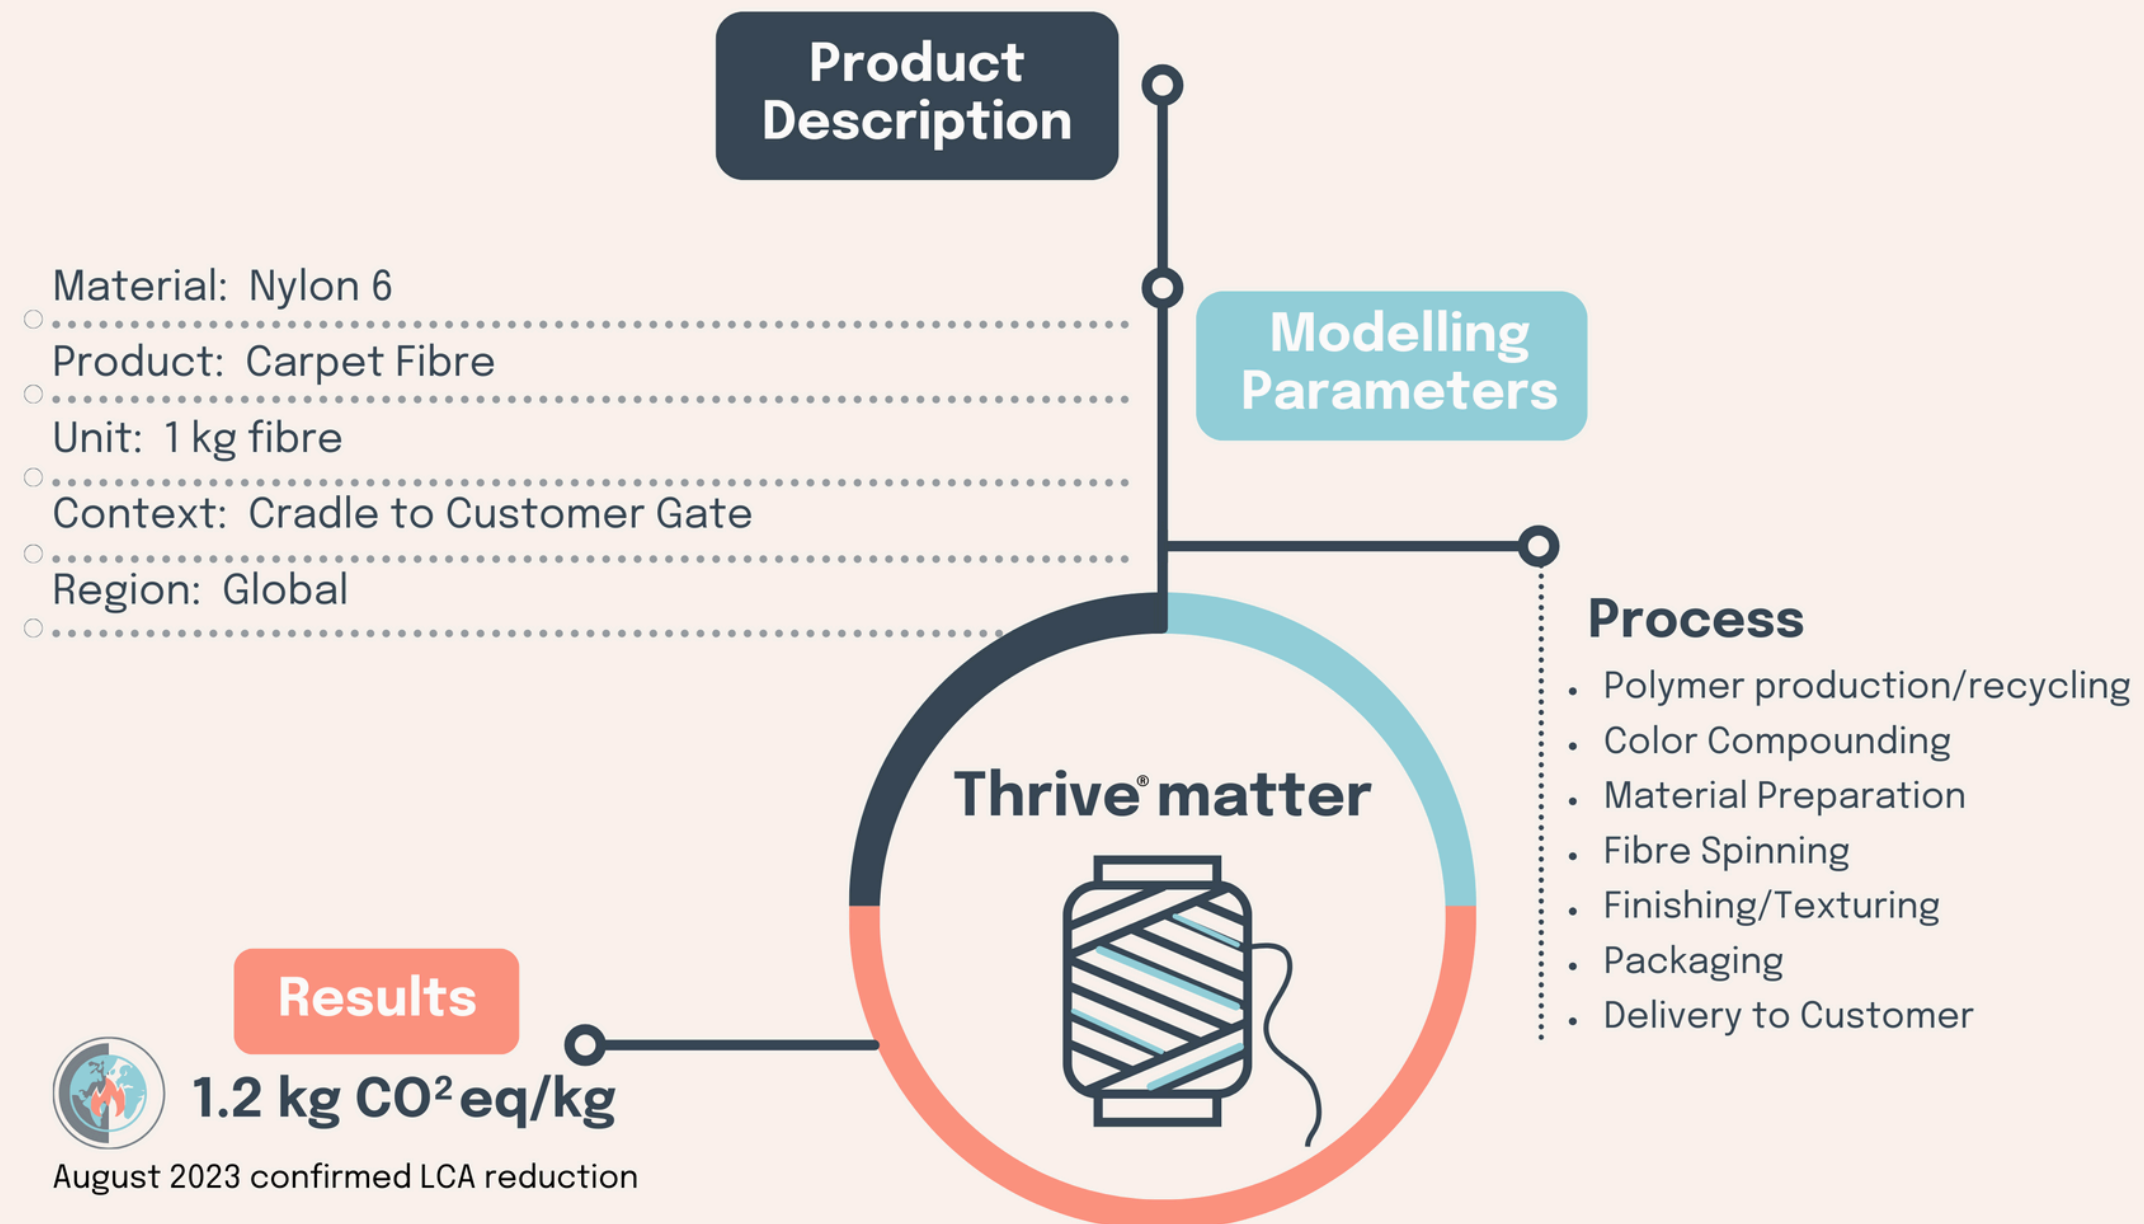 Product
Description
Material: Nylon 6
Product: Carpet Fibre
Unit: 1 kg fibre
Context: Cradle to Customer Gate
Region: Global
Modelling
Parameters
Process
• Polymer production/recycling
• Color Compounding
• Material Preparation
• Fibre Spinning
• Finishing/Texturing
• Packaging
• Delivery to Customer
Thrive® matter
Results
1.2 kg CO² eq/kg
August 2023 confirmed LCA reduction